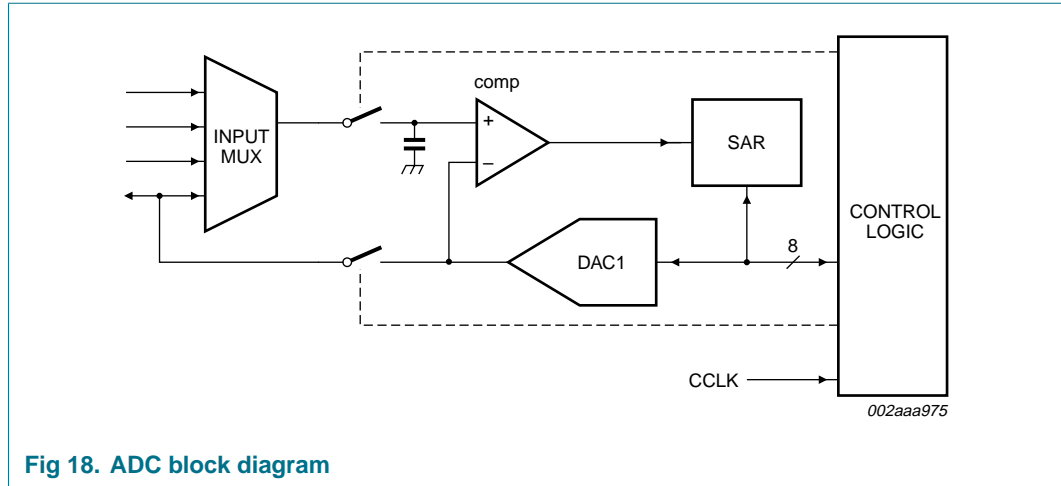 comp
+
–
INPUT
MUX
SAR
CONTROL
LOGIC
8
DAC1
CCLK
002aaa975
Fig 18. ADC block diagram